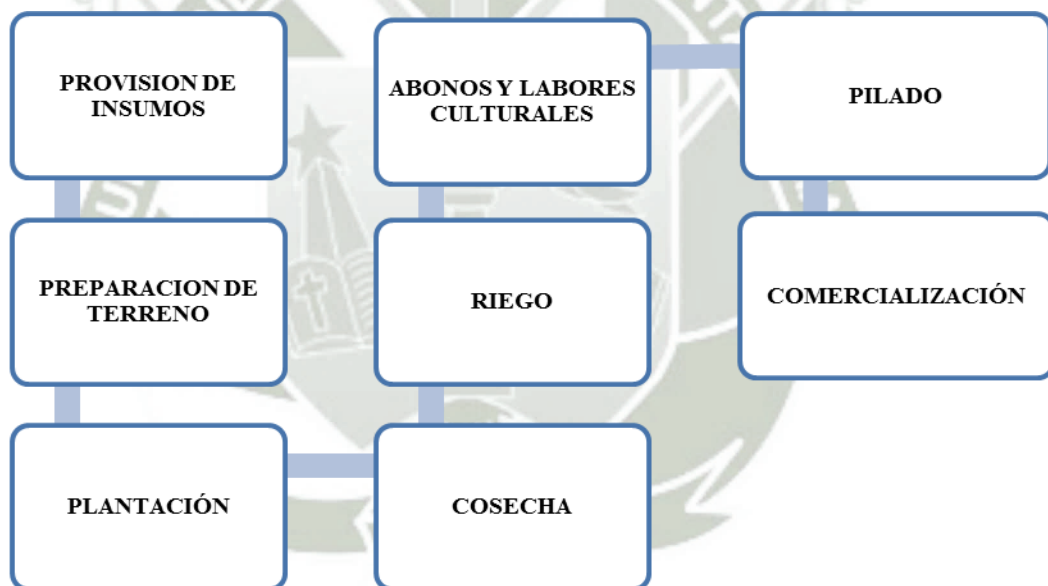 PROVISION DE
INSUMOS
PREPARACION DE
TERRENO
PLANTACIÓN
COSECHA
RIEGO
ABONOS Y LABORES
CULTURALES
PILADO
COMERCIALIZACIÓN